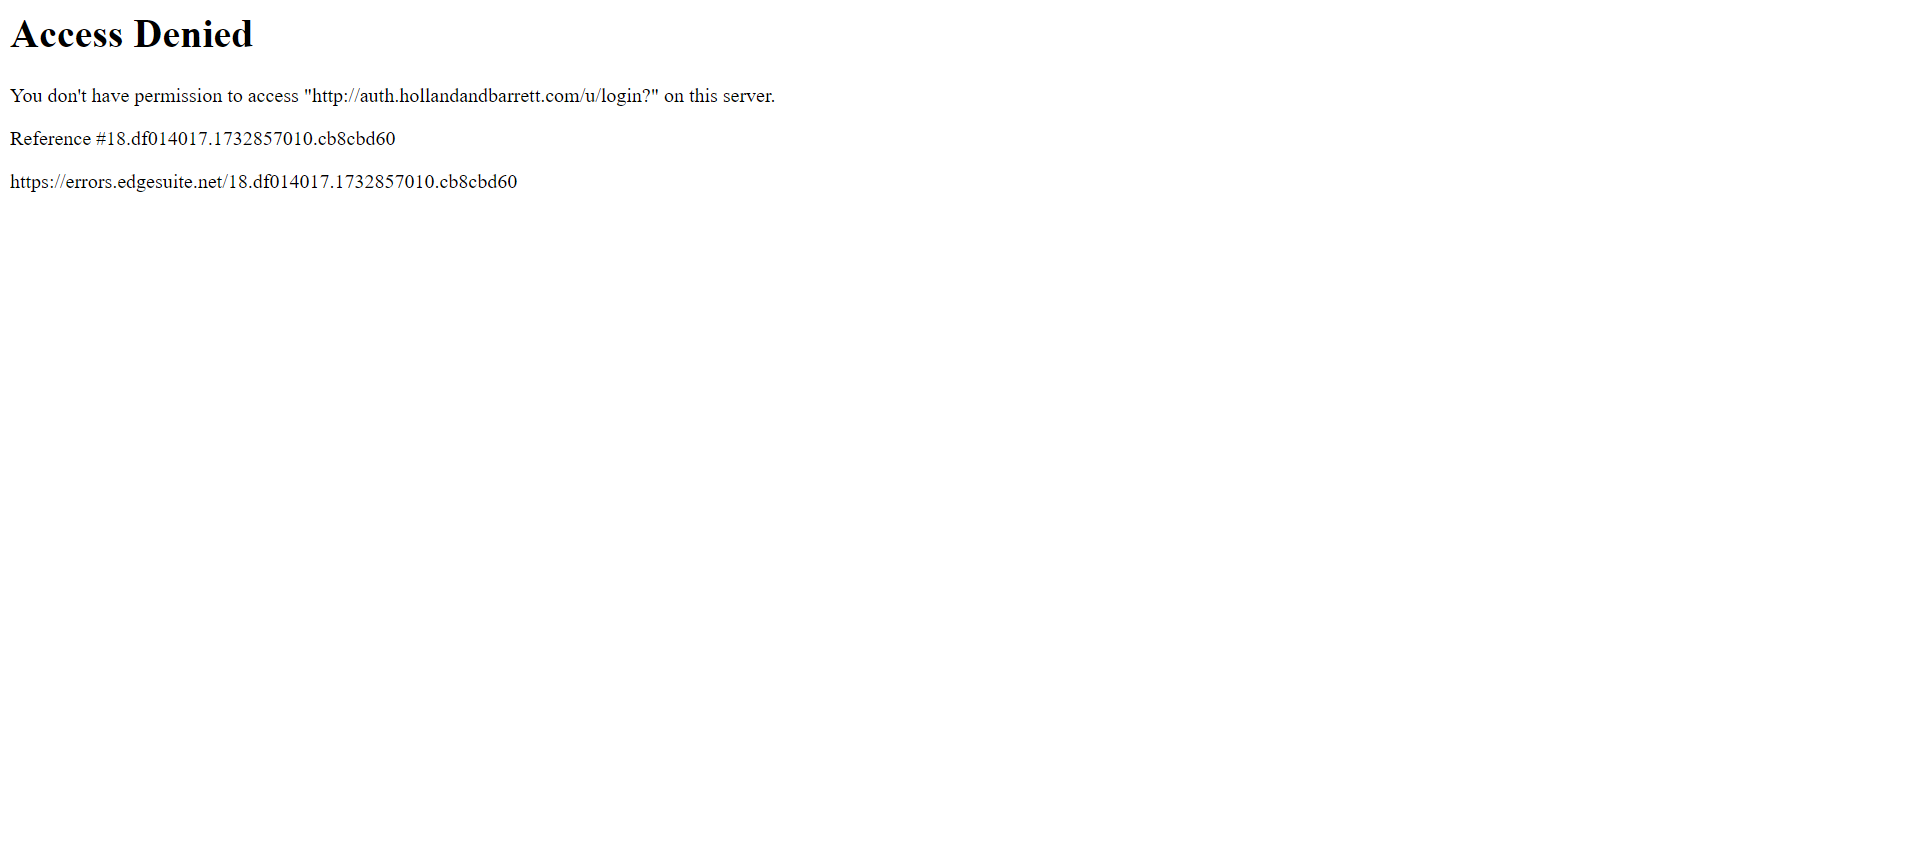 Access Denied
You don't have permission to access "http://auth.hollandandbarrett.com/u/login?" on this server.
Reference #18.df014017.1732857010.cb8cbd60
https://errors.edgesuite.net/18.df014017.1732857010.cb8cbd60